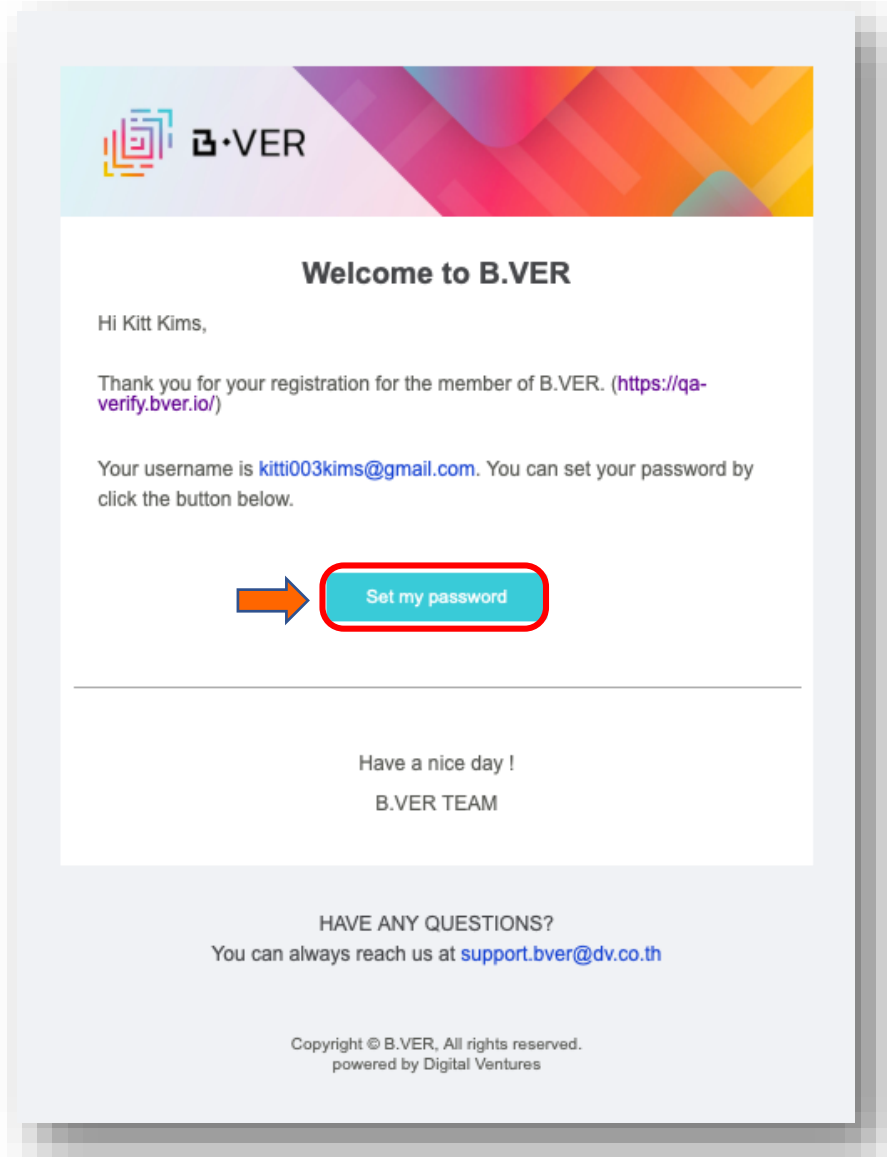 B·VER
Welcome to B.VER
Hi Kitt Kims,
Thank you for your registration for the member of B.VER. (https://qa-
verify.bver.io/)
Your username is kitti003kims@gmail.com. You can set your password by
click the button below.
Set my password
Have a nice day !
B.VER TEAM
HAVE ANY QUESTIONS?
You can always reach us at support.bver@dv.co.th
Copyright © B.VER, All rights reserved.
powered by Digital Ventures